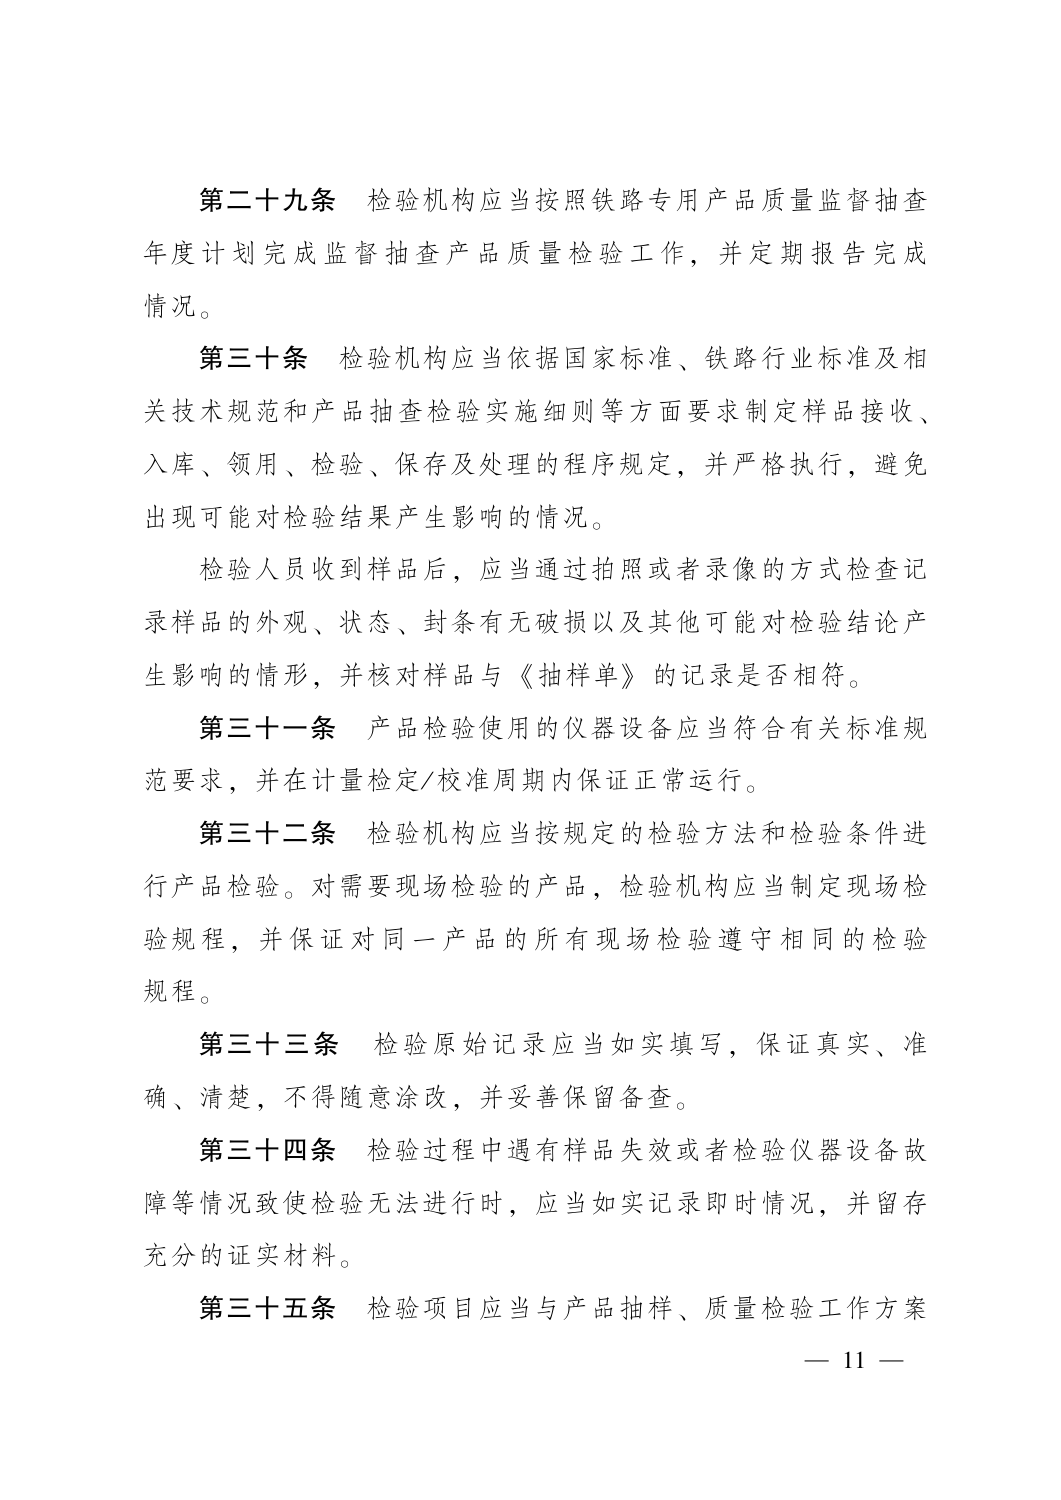 第二十九条　检验机构应当按照铁路专用产品质量监督抽查
年度计划完成监督抽查产品质量检验工作，并定期报告完成
情况。
第三十条　检验机构应当依据国家标准、铁路行业标准及相
关技术规范和产品抽查检验实施细则等方面要求制定样品接收、
入库、领用、检验、保存及处理的程序规定，并严格执行，避免
出现可能对检验结果产生影响的情况。
检验人员收到样品后，应当通过拍照或者录像的方式检查记
录样品的外观、状态、封条有无破损以及其他可能对检验结论产
生影响的情形，并核对样品与《抽样单》的记录是否相符。
第三十一条　产品检验使用的仪器设备应当符合有关标准规
范要求，并在计量检定/校准周期内保证正常运行。
第三十二条　检验机构应当按规定的检验方法和检验条件进
行产品检验。对需要现场检验的产品，检验机构应当制定现场检
验规程，并保证对同一产品的所有现场检验遵守相同的检验
规程。
第三十三条　检验原始记录应当如实填写，保证真实、准
确、清楚，不得随意涂改，并妥善保留备查。
第三十四条　检验过程中遇有样品失效或者检验仪器设备故
障等情况致使检验无法进行时，应当如实记录即时情况，并留存
充分的证实材料。
第三十五条　检验项目应当与产品抽样、质量检验工作方案
— 11 —